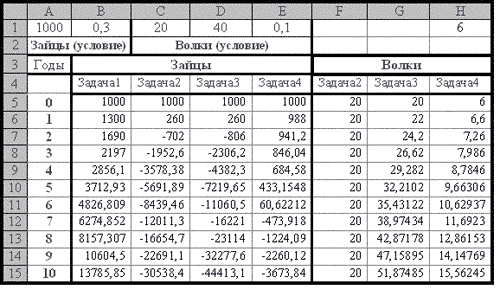 A B C D E F G H
1 1000 0,3 20 40 0,1 6
2 Зайцы (условие) Волки (условие)
3 Годы Зайцы Волки
4 Задача1 Задача2 Задача3 Задача4 Задача2 Задача3 Задача4
5 0 1000 1000 1000 1000 20 20 6
6 1 1300 260 260 988 20 22 6,6
7 2 1690 -702 -806 941,2 20 24,2 7,26
8 3 2197 -1952,6 -2306,2 846,04 20 26,62 7,986
9 4 2856,1 -3578,38 -4382,3 684,58 20 29,282 8,7846
10 5 3712,93 -5691,89 -7219,65 433,1548 20 32,2102 9,66306
11 6 4826,809 -8439,46 -11060,5 60,62212 20 35,43122 10,62937
12 7 6274,852 -12011,3 -16221 -473,918 20 38,97434 11,6923
13 8 8157,307 -16654,7 -23114 -1224,09 20 42,87178 12,86153
14 9 10604,5 -22691,1 -32277,6 -2260,12 20 47,15895 14,14769
15 10 13785,85 -30538,4 -44413,1 -3673,84 20 51,87485 15,56245